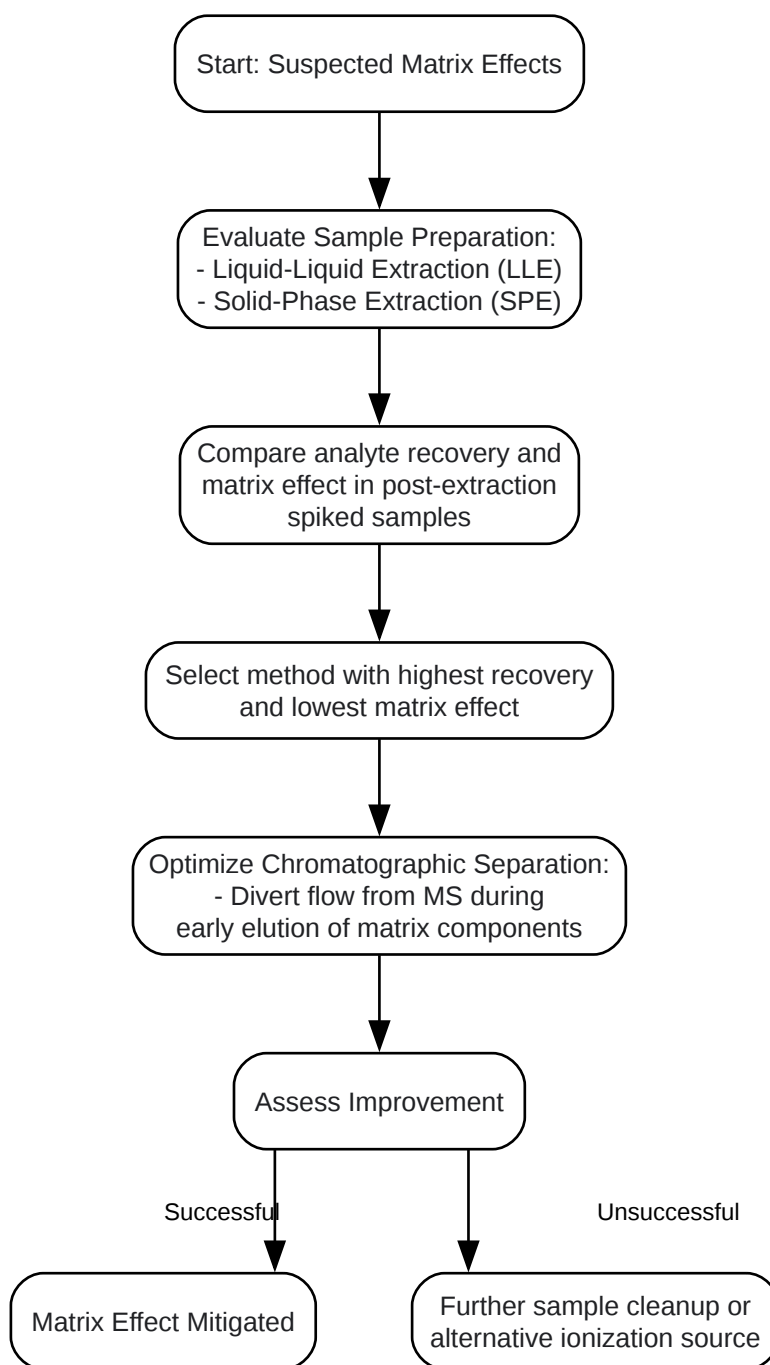 Start: Suspected Matrix Effects
Evaluate Sample Preparation:
- Liquid-Liquid Extraction (LLE)
- Solid-Phase Extraction (SPE)
Compare analyte recovery and
matrix effect in post-extraction
spiked samples
Select method with highest recovery
and lowest matrix effect
Optimize Chromatographic Separation:
- Divert flow from MS during
early elution of matrix components
Assess Improvement
Successful
Unsuccessful
Matrix Effect Mitigated
Further sample cleanup or
alternative ionization source